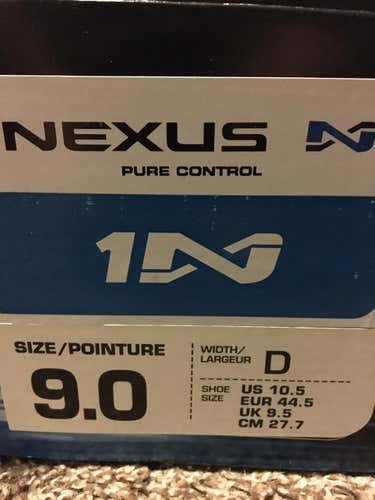 NEXUS N
PURE CONTROL
1N
SIZE/POINTURE
9.0
WIDTH/
LARGEUR
D
SHOE
SIZE
US 10.5
EUR 44.5
UK 9.5
CM 27.7